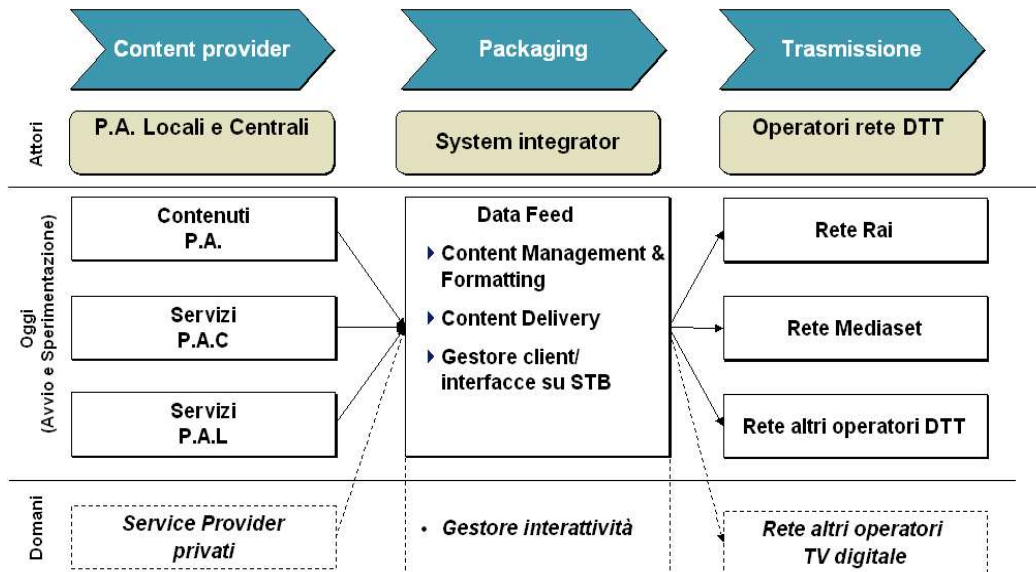 Content provider
Packaging
Trasmissione
Attori
P.A. Locali e Centrali
System integrator
Operatori rete DTT
Oggi
(Avvio e Sperimentazione)
Contenuti
P.A.
Servizi
P.A.C
Servizi
P.A.L
Data Feed
Content Management &
Formatting
Content Delivery
Gestore client/
interfacce su STB
Rete Rai
Rete Mediaset
Rete altri operatori DTT
Domani
Service Provider
privati
• Gestore interattività
Rete altri operatori
TV digitale